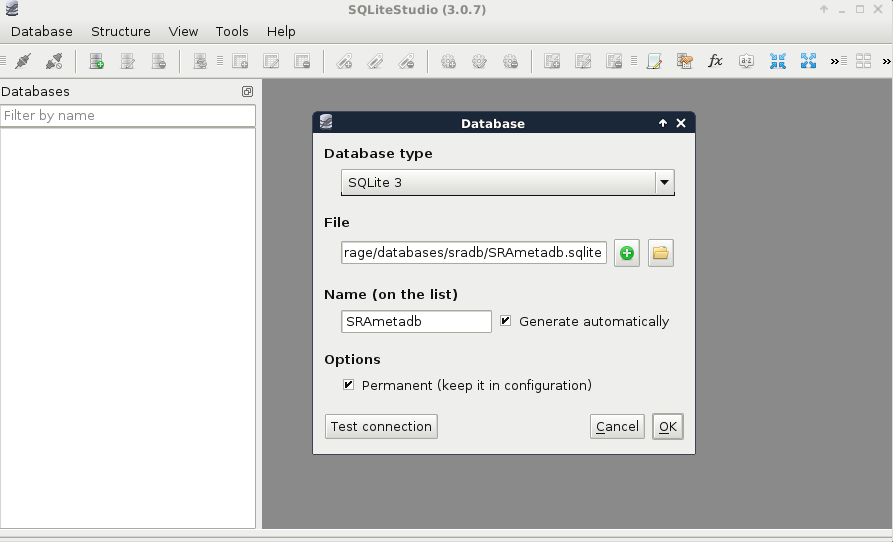 SQLiteStudio (3.0.7)
Database Structure View Tools Help
Databases
Filter by name
Database
Database type
SQLite 3
File
rage/databases/sradb/SRAmetadb.sqlite
Name (on the list)
SRAmetadb
Generate automatically
Options
Permanent (keep it in configuration)
Test connection
Cancel
OK